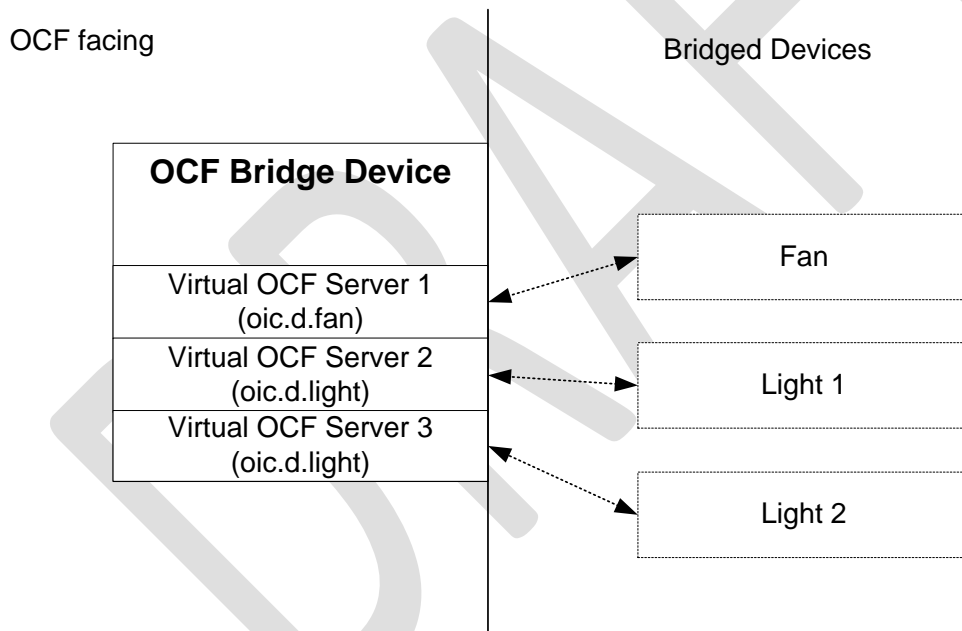 OCF facing
Bridged Devices
OCF Bridge Device
Virtual OCF Server 1
(oic.d.fan)
Virtual OCF Server 2
(oic.d.light)
Virtual OCF Server 3
(oic.d.light)
Fan
Light 1
Light 2